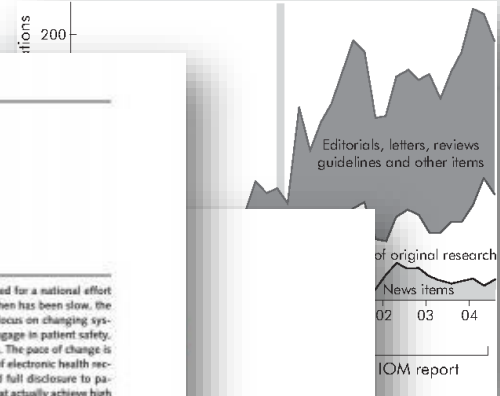 ations
200
Editorials, letters, reviews
guidelines and other items
of original research
News items
02 03 04
IOM report
ed for a national effort
hen has been slow, the
focus on changing sys-
ngage in patient safety.
. The pace of change is
f electronic health rec-
d full disclosure to pa-
at actually achieve high